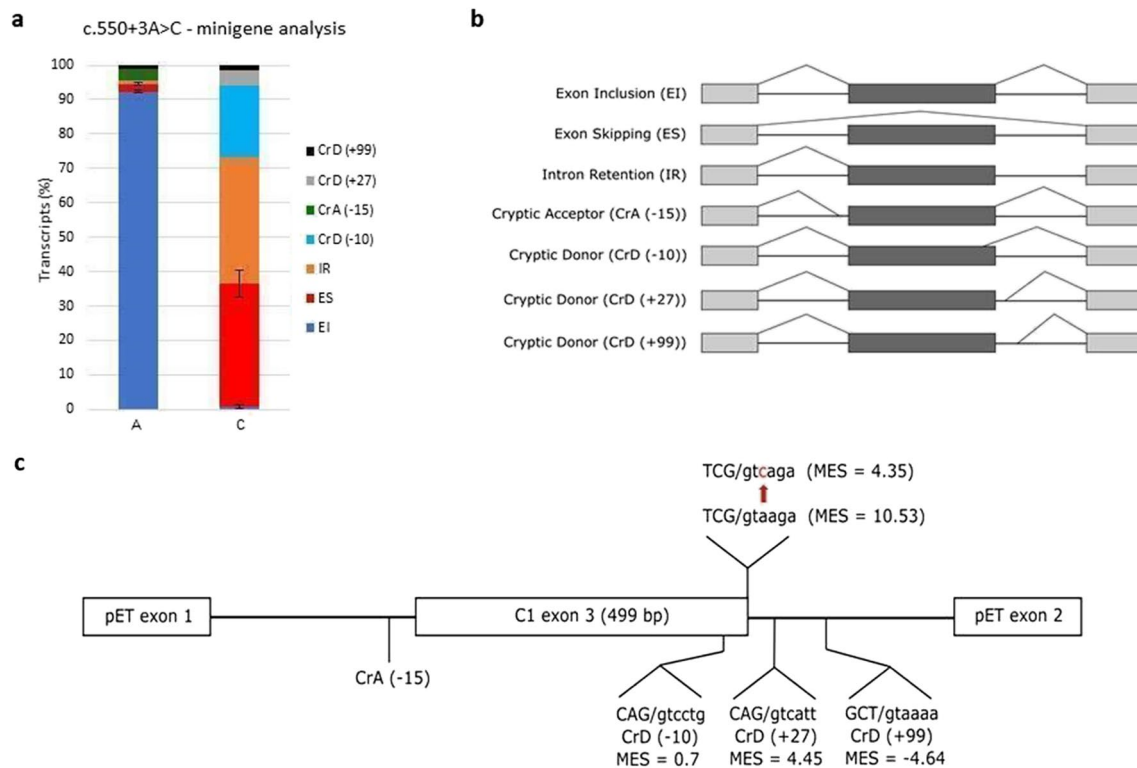 a
c.550+3A>C - minigene analysis
Transcripts (%)
100
90
80
70
60
50
40
30
20
10
0
A
C
CrD (+99)
CrD (+27)
CrA (-15)
CrD (-10)
IR
ES
EI
b
Exon Inclusion (EI)
Exon Skipping (ES)
Intron Retention (IR)
Cryptic Acceptor (CrA (-15))
Cryptic Donor (CrD (-10))
Cryptic Donor (CrD (+27))
Cryptic Donor (CrD (+99))
c
TCG/gtcaga (MES = 4.35)
TCG/gtaaga (MES = 10.53)
pET exon 1
C1 exon 3 (499 bp)
pET exon 2
CrA (-15)
CAG/gtcctg
CrD (-10)
MES = 0.7
CAG/gtcatt
CrD (+27)
MES = 4.45
GCT/gtaaaa
CrD (+99)
MES = -4.64